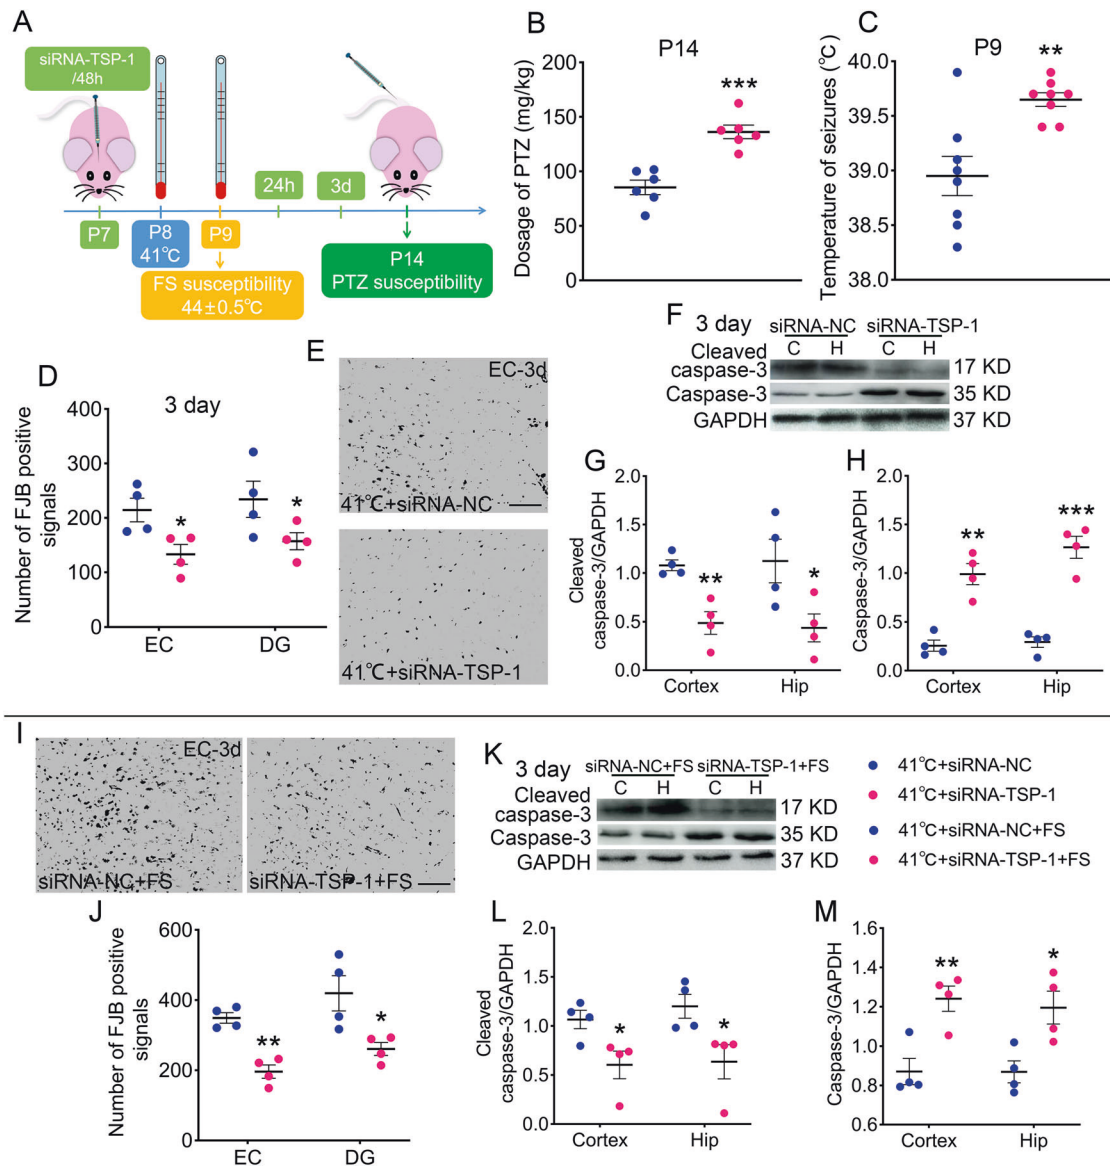 A
siRNA-TSP-1
/48h
24h
3d
P7
P8
41℃
P9
P14
PTZ susceptibility
FS susceptibility
44±0.5℃
B
P14
***
Dosage of PTZ (mg/kg)
200
150
100
50
0
C
P9
**
Temperature of seizures (℃)
40.0
39.5
39.0
38.5
38.0
D
3 day
Number of FJB positive
signals
400
300
200
100
0
*
*
EC
DG
E
EC-3d
41℃+siRNA-NC
41℃+siRNA-TSP-1
F
3 day
siRNA-NC
siRNA-TSP-1
C
H
C
H
Cleaved
caspase-3
17 KD
Caspase-3
35 KD
GAPDH
37 KD
G
Cleaved
caspase-3/GAPDH
2.0
1.5
1.0
0.5
0.0
**
*
Cortex
Hip
H
Caspase-3/GAPDH
2.0
1.5
1.0
0.5
0.0
**
***
Cortex
Hip
I
EC-3d
siRNA-NC+FS
siRNA-TSP-1+FS
J
Number of FJB positive
signals
600
400
200
0
**
*
EC
DG
K
3 day
siRNA-NC+FS
siRNA-TSP-1+FS
C
H
C
H
Cleaved
caspase-3
17 KD
Caspase-3
35 KD
GAPDH
37 KD
41℃+siRNA-NC
41℃+siRNA-TSP-1
41℃+siRNA-NC+FS
41℃+siRNA-TSP-1+FS
L
Cleaved
caspase-3/GAPDH
2.0
1.5
1.0
0.5
0.0
*
*
Cortex
Hip
M
Caspase-3/GAPDH
1.6
1.4
1.2
1.0
0.8
0.6
**
*
Cortex
Hip